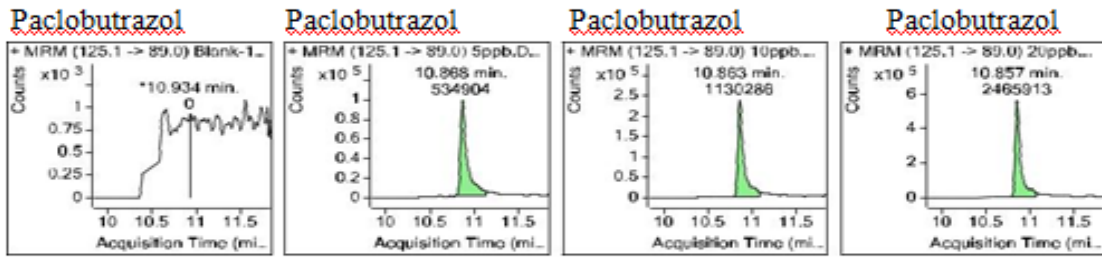 Paclobutrazol
+ MRM (125.1 -> 89.0) Blank-1...
Counts
x10 3
*10.934 min.
0
1
0.75
0.5
0.25
0
10 10.5 11 11.5
Acquisition Time (mi...
Paclobutrazol
+ MRM (125.1 -> 89.0) 5ppb.D...
Counts
x10 5
10.868 min.
534904
1
0.8
0.6
0.4
0.2
0
10 10.5 11 11.5
Acquisition Time (mi...
Paclobutrazol
+ MRM (125.1 -> 89.0) 10ppb...
Counts
x10 5
10.863 min.
1130286
2.5
2
1.5
1
0.5
0
10 10.5 11 11.5
Acquisition Time (mi...
Paclobutrazol
+ MRM (125.1 -> 89.0) 20ppb...
Counts
x10 5
10.857 min.
2465913
6
4
2
0
10 10.5 11 11.5
Acquisition Time (mi...